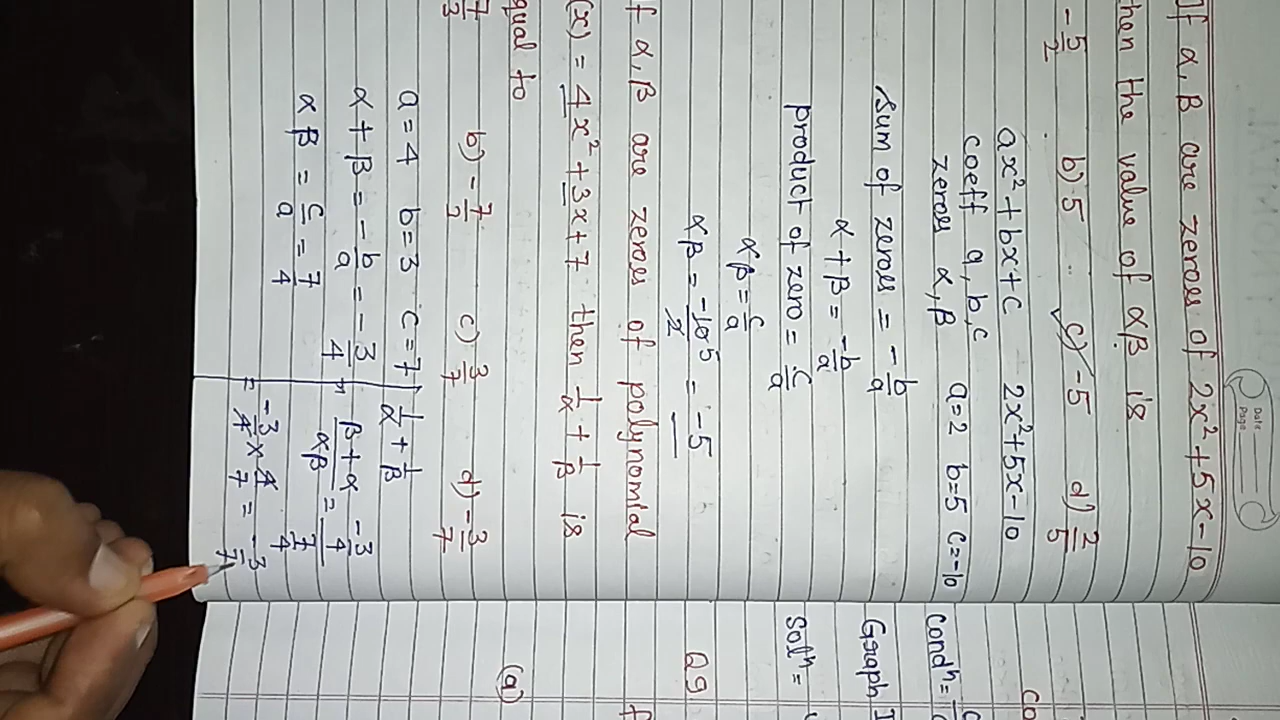 Date
Page
If α, β are zeroes of 2x²+5x-10
then the value of αβ is
-5/2 b) 5 c) -5 d) 2/5
ax²+bx+c 2x²+5x-10
coeff a, b, c a=2 b=5 c=-10
zeroes α, β
Sum of zeroes = -b/a
α+β = -b/a
product of zero = c/a
αβ = c/a
αβ = -10/2 5 = -5
If α, β are zeroes of polynomial
(x) = 4x²+3x+7 then 1/α + 1/β is
qual to
7/3 b) -7/3 c) 3/7 d) -3/7
a=4 b=3 c=7 1/α + 1/β
α+β = -b/a = -3/4 = β+α/αβ = -3/4 / 7/4
αβ = c/a = 7/4
= -3/4 × 4/7 = -3/7
Condⁿ =
Graph
Solⁿ =
Q9
(a)